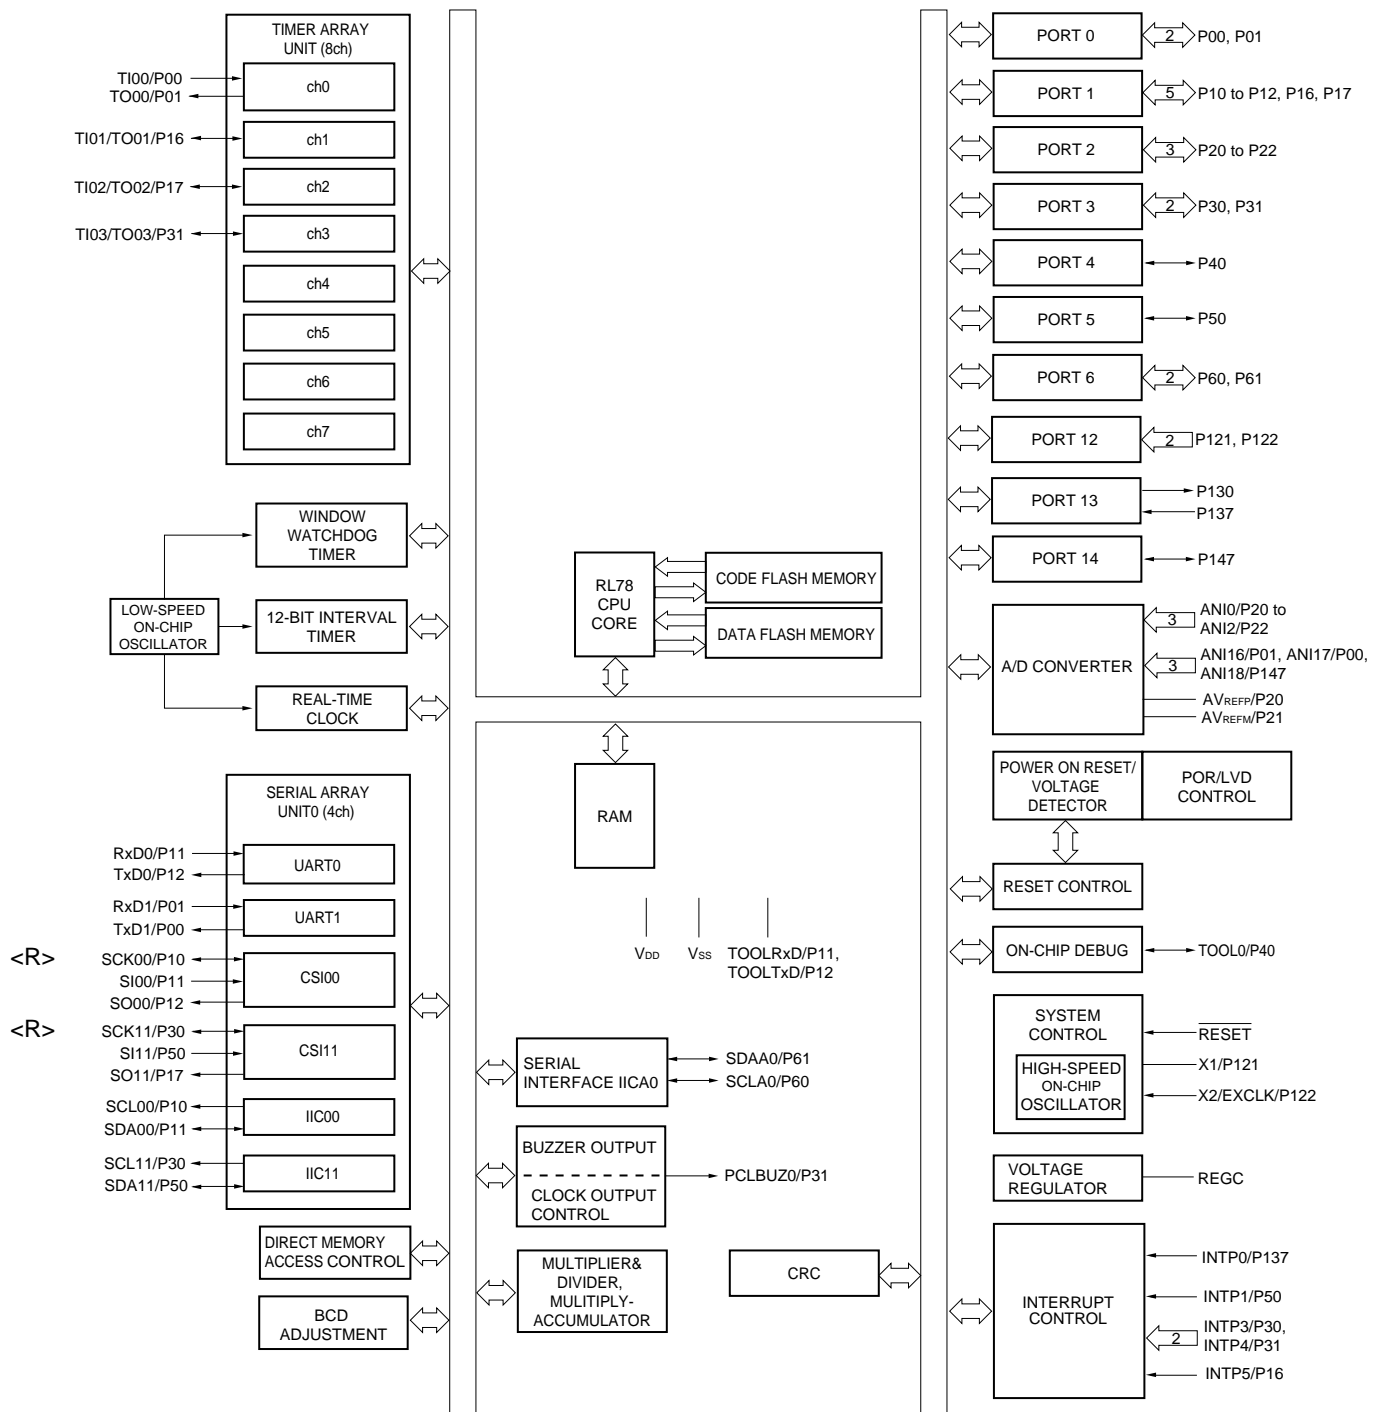 TIMER ARRAY
UNIT (8ch)
TI00/P00
TO00/P01
ch0
TI01/TO01/P16
ch1
TI02/TO02/P17
ch2
TI03/TO03/P31
ch3
ch4
ch5
ch6
ch7
WINDOW
WATCHDOG
TIMER
LOW-SPEED
ON-CHIP
OSCILLATOR
12-BIT INTERVAL
TIMER
REAL-TIME
CLOCK
SERIAL ARRAY
UNIT0 (4ch)
RxD0/P11
TxD0/P12
UART0
RxD1/P01
TxD1/P00
UART1
<R>
SCK00/P10
SI00/P11
SO00/P12
CSI00
<R>
SCK11/P30
SI11/P50
SO11/P17
CSI11
SCL00/P10
SDA00/P11
IIC00
SCL11/P30
SDA11/P50
IIC11
DIRECT MEMORY
ACCESS CONTROL
BCD
ADJUSTMENT
RL78
CPU
CORE
CODE FLASH MEMORY
DATA FLASH MEMORY
RAM
VDD
VSS
TOOLRxD/P11,
TOOLTxD/P12
SERIAL
INTERFACE IICA0
SDAA0/P61
SCLA0/P60
BUZZER OUTPUT
CLOCK OUTPUT
CONTROL
PCLBUZ0/P31
MULTIPLIER&
DIVIDER,
MULITIPLY-
ACCUMULATOR
CRC
PORT 0
2
P00, P01
PORT 1
5
P10 to P12, P16, P17
PORT 2
3
P20 to P22
PORT 3
2
P30, P31
PORT 4
P40
PORT 5
P50
PORT 6
2
P60, P61
PORT 12
2
P121, P122
PORT 13
P130
P137
PORT 14
P147
A/D CONVERTER
3
ANI0/P20 to
ANI2/P22
3
ANI16/P01, ANI17/P00,
ANI18/P147
AVREFP/P20
AVREFM/P21
POWER ON RESET/
VOLTAGE
DETECTOR
POR/LVD
CONTROL
RESET CONTROL
ON-CHIP DEBUG
TOOL0/P40
SYSTEM
CONTROL
HIGH-SPEED
ON-CHIP
OSCILLATOR
RESET
X1/P121
X2/EXCLK/P122
VOLTAGE
REGULATOR
REGC
INTERRUPT
CONTROL
INTP0/P137
INTP1/P50
2
INTP3/P30,
INTP4/P31
INTP5/P16